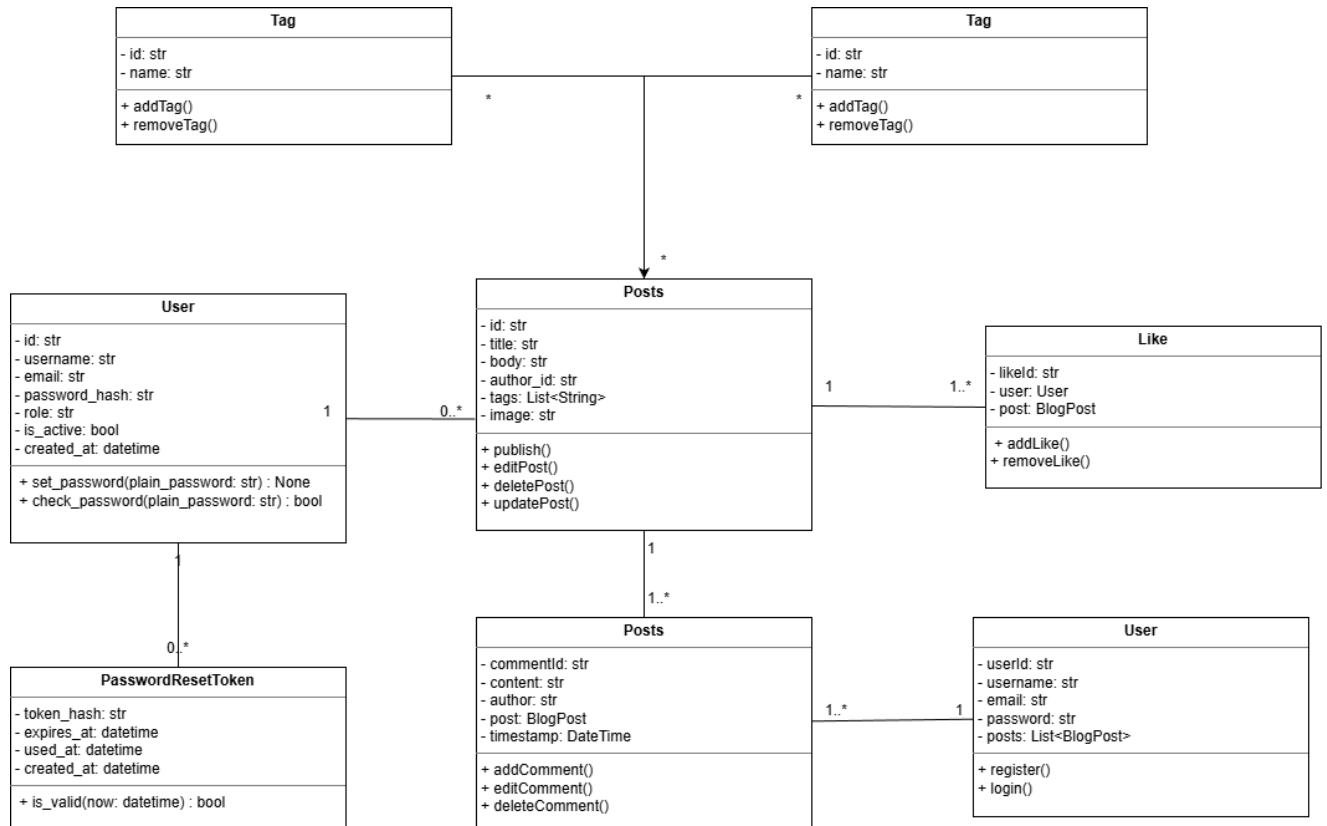 Tag
- id: str
- name: str
+ addTag()
+ removeTag()
*
Tag
- id: str
- name: str
+ addTag()
+ removeTag()
*
*
User
- id: str
- username: str
- email: str
- password_hash: str
- role: str
- is_active: bool
- created_at: datetime
+ set_password(plain_password: str) : None
+ check_password(plain_password: str) : bool
1
0..*
Posts
- id: str
- title: str
- body: str
- author_id: str
- tags: List<String>
- image: str
+ publish()
+ editPost()
+ deletePost()
+ updatePost()
1
1..*
Like
- likeId: str
- user: User
- post: BlogPost
+ addLike()
+ removeLike()
1
0..*
PasswordResetToken
- token_hash: str
- expires_at: datetime
- used_at: datetime
- created_at: datetime
+ is_valid(now: datetime) : bool
1
1..*
Posts
- commentId: str
- content: str
- author: str
- post: BlogPost
- timestamp: DateTime
+ addComment()
+ editComment()
+ deleteComment()
1..*
1
User
- userId: str
- username: str
- email: str
- password: str
- posts: List<BlogPost>
+ register()
+ login()